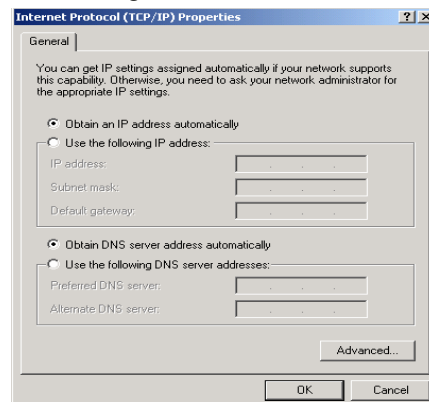 Internet Protocol (TCP/IP) Properties
General
You can get IP settings assigned automatically if your network supports
this capability. Otherwise, you need to ask your network administrator for
the appropriate IP settings.
Obtain an IP address automatically
Use the following IP address:
IP address:
Subnet mask:
Default gateway:
Obtain DNS server address automatically
Use the following DNS server addresses:
Preferred DNS server:
Alternate DNS server:
Advanced...
OK Cancel